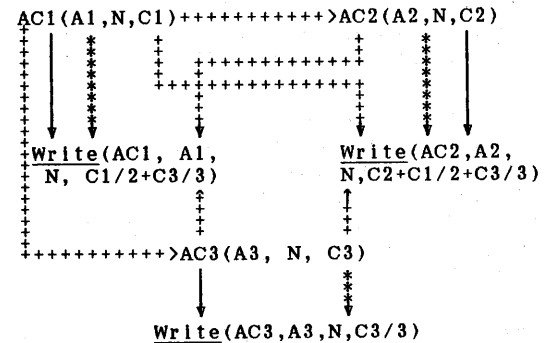 AC1(A1,N,C1)++++++++++++>AC2(A2,N,C2)
Write(AC1, A1, Write(AC2,A2,
N, C1/2+C3/3) N,C2+C1/2+C3/3)
+++++++++++>AC3(A3, N, C3)
Write(AC3,A3,N,C3/3)